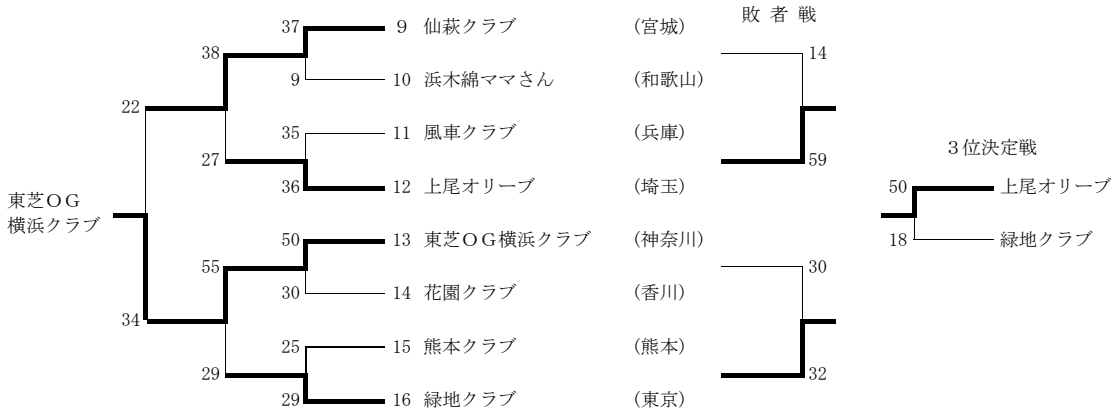 敗 者 戦
37 9 仙萩クラブ (宮城)
38 14
9 10 浜木綿ママさん (和歌山)
22
35 11 風車クラブ (兵庫)
27 59
3位決定戦
36 12 上尾オリーブ (埼玉) 50 上尾オリーブ
東芝OG
横浜クラブ
50 13 東芝OG横浜クラブ (神奈川) 18 緑地クラブ
55 30
30 14 花園クラブ (香川)
34
25 15 熊本クラブ (熊本)
29 32
29 16 緑地クラブ (東京)